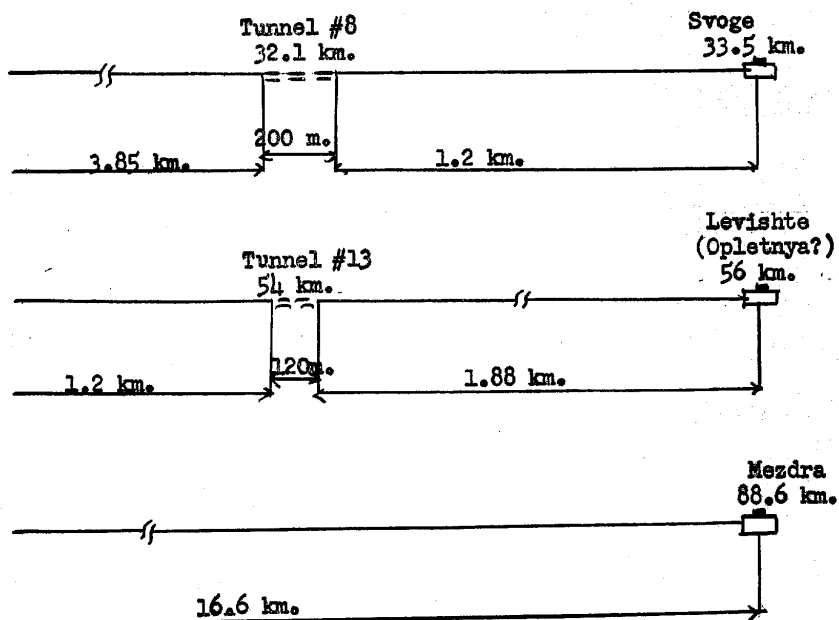 Tunnel #8
32.1 km.
Svoge
33.5 km.
200 m.
3.85 km.
1.2 km.
Tunnel #13
54 km.
Levishte
(Opletnya?)
56 km.
120m.
1.2 km.
1.88 km.
Mezdra
88.6 km.
16.6 km.